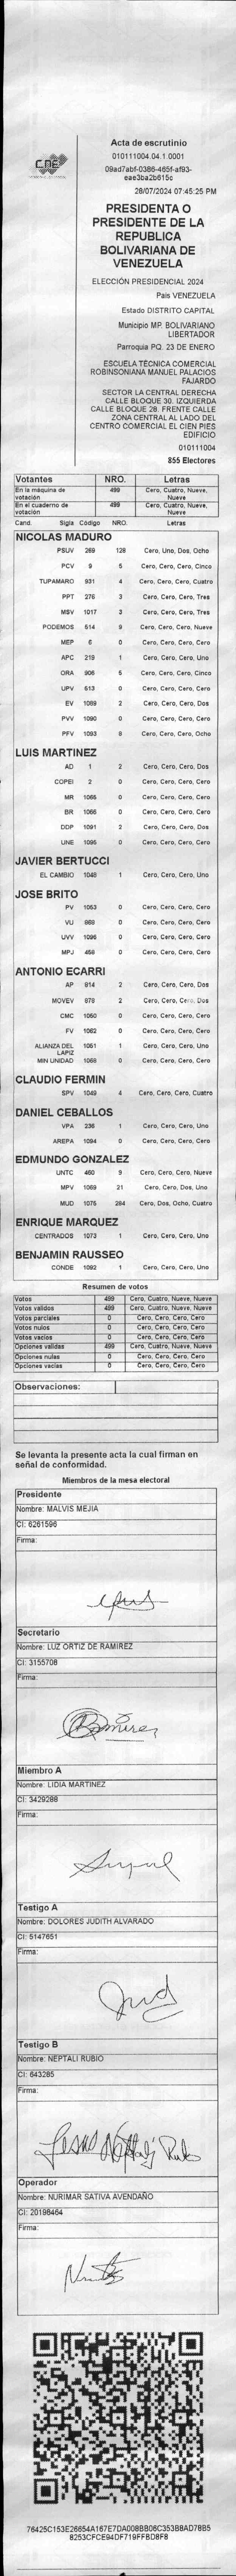 CNE
Acta de escrutinio
010111004.04.1.0001
09ad7abf-0386-465f-af93-
eae3ba2b615c
28/07/2024 07:45:25 PM
PRESIDENTA O
PRESIDENTE DE LA
REPUBLICA
BOLIVARIANA DE
VENEZUELA
ELECCIÓN PRESIDENCIAL 2024
Pais VENEZUELA
Estado DISTRITO CAPITAL
Municipio MP. BOLIVARIANO
LIBERTADOR
Parroquia PQ. 23 DE ENERO
ESCUELA TÉCNICA COMERCIAL
ROBINSONIANA MANUEL PALACIOS
FAJARDO
SECTOR LA CENTRAL DERECHA
CALLE BLOQUE 30. IZQUIERDA
CALLE BLOQUE 28. FRENTE CALLE
ZONA CENTRAL AL LADO DEL
CENTRO COMERCIAL EL CIEN PIES
EDIFICIO
010111004
855 Electores
Votantes NRO. Letras
En la máquina de votación 499 Cero, Cuatro, Nueve, Nueve
En el cuaderno de votación 499 Cero, Cuatro, Nueve, Nueve
Cand. Sigla Código NRO. Letras
NICOLAS MADURO
PSUV 269 128 Cero, Uno, Dos, Ocho
PCV 9 5 Cero, Cero, Cero, Cinco
TUPAMARO 931 4 Cero, Cero, Cero, Cuatro
PPT 276 3 Cero, Cero, Cero, Tres
MSV 1017 3 Cero, Cero, Cero, Tres
PODEMOS 514 9 Cero, Cero, Cero, Nueve
MEP 6 0 Cero, Cero, Cero, Cero
APC 219 1 Cero, Cero, Cero, Uno
ORA 906 5 Cero, Cero, Cero, Cinco
UPV 613 0 Cero, Cero, Cero, Cero
EV 1089 2 Cero, Cero, Cero, Dos
PVV 1090 0 Cero, Cero, Cero, Cero
PFV 1093 8 Cero, Cero, Cero, Ocho
LUIS MARTINEZ
AD 1 2 Cero, Cero, Cero, Dos
COPEI 2 0 Cero, Cero, Cero, Cero
MR 1065 0 Cero, Cero, Cero, Cero
BR 1066 0 Cero, Cero, Cero, Cero
DDP 1091 2 Cero, Cero, Cero, Dos
UNE 1095 0 Cero, Cero, Cero, Cero
JAVIER BERTUCCI
EL CAMBIO 1048 1 Cero, Cero, Cero, Uno
JOSE BRITO
PV 1053 0 Cero, Cero, Cero, Cero
VU 868 0 Cero, Cero, Cero, Cero
UVV 1096 0 Cero, Cero, Cero, Cero
MPJ 458 0 Cero, Cero, Cero, Cero
ANTONIO ECARRI
AP 814 2 Cero, Cero, Cero, Dos
MOVEV 878 2 Cero, Cero, Cero, Dos
CMC 1050 0 Cero, Cero, Cero, Cero
FV 1062 0 Cero, Cero, Cero, Cero
ALIANZA DEL LAPIZ 1051 1 Cero, Cero, Cero, Uno
MIN UNIDAD 1058 0 Cero, Cero, Cero, Cero
CLAUDIO FERMIN
SPV 1049 4 Cero, Cero, Cero, Cuatro
DANIEL CEBALLOS
VPA 236 1 Cero, Cero, Cero, Uno
AREPA 1094 0 Cero, Cero, Cero, Cero
EDMUNDO GONZALEZ
UNTC 460 9 Cero, Cero, Cero, Nueve
MPV 1069 21 Cero, Cero, Dos, Uno
MUD 1075 284 Cero, Dos, Ocho, Cuatro
ENRIQUE MARQUEZ
CENTRADOS 1073 1 Cero, Cero, Cero, Uno
BENJAMIN RAUSSEO
CONDE 1092 1 Cero, Cero, Cero, Uno
Resumen de votos
Votos 499 Cero, Cuatro, Nueve, Nueve
Votos validos 499 Cero, Cuatro, Nueve, Nueve
Votos parciales 0 Cero, Cero, Cero, Cero
Votos nulos 0 Cero, Cero, Cero, Cero
Votos vacios 0 Cero, Cero, Cero, Cero
Opciones validas 499 Cero, Cuatro, Nueve, Nueve
Opciones nulas 0 Cero, Cero, Cero, Cero
Opciones vacias 0 Cero, Cero, Cero, Cero
Observaciones:
Se levanta la presente acta la cual firman en
señal de conformidad.
Miembros de la mesa electoral
Presidente
Nombre: MALVIS MEJIA
CI: 6261596
Firma:
Secretario
Nombre: LUZ ORTIZ DE RAMIREZ
CI: 3155708
Firma:
Ramirez
Miembro A
Nombre: LIDIA MARTINEZ
CI: 3429288
Firma:
Testigo A
Nombre: DOLORES JUDITH ALVARADO
CI: 5147651
Firma:
Testigo B
Nombre: NEPTALI RUBIO
CI: 643285
Firma:
Jesus Neftali Rubio
Operador
Nombre: NURIMAR SATIVA AVENDAÑO
CI: 20196464
Firma:
76425C153E26654A167E7DA008BB06C353B8AD78B5
8253CFCE94DF719FFBD8F8